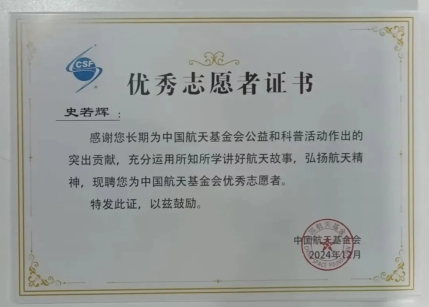 CSF
优秀志愿者证书
史若辉:
感谢您长期为中国航天基金会公益和科普活动作出的
突出贡献，充分运用所知所学讲好航天故事，弘扬航天精
神，现聘您为中国航天基金会优秀志愿者。
特发此证，以兹鼓励。
中国航天基金会
2024年12月